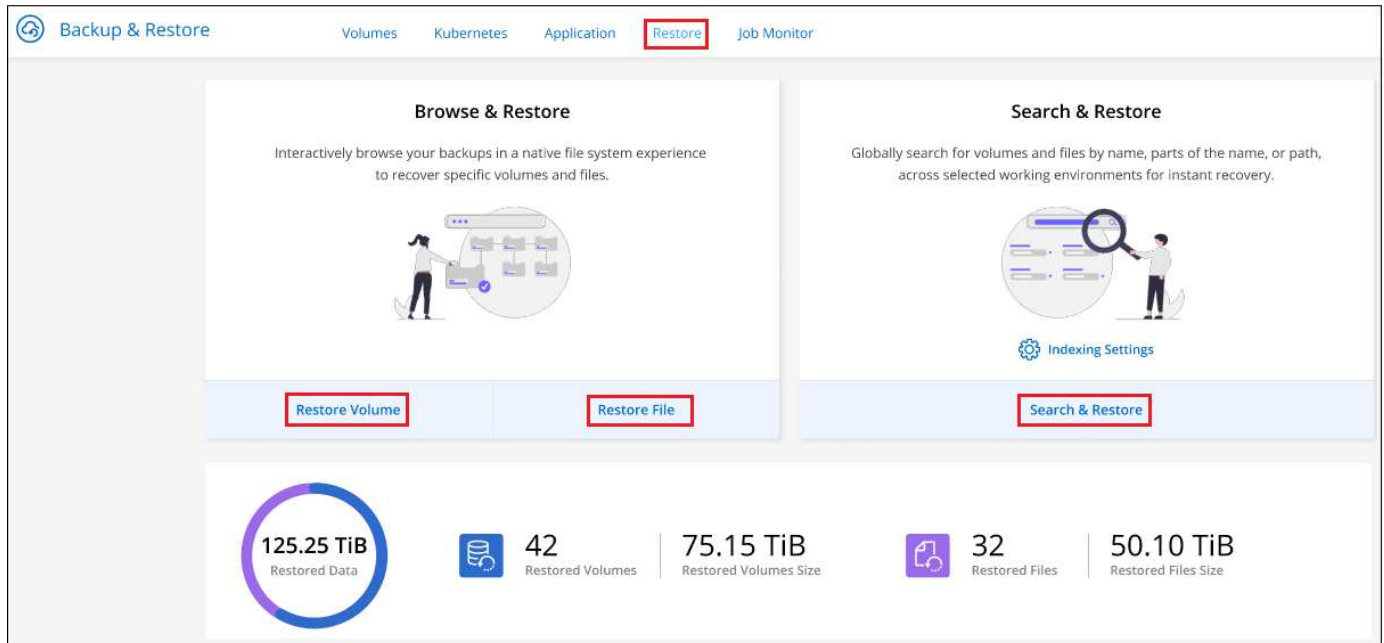 Backup & Restore
Volumes
Kubernetes
Application
Restore
Job Monitor
Browse & Restore
Interactively browse your backups in a native file system experience
to recover specific volumes and files.
Restore Volume
Restore File
Search & Restore
Globally search for volumes and files by name, parts of the name, or path,
across selected working environments for instant recovery.
Indexing Settings
Search & Restore
125.25 TiB
Restored Data
42
Restored Volumes
75.15 TiB
Restored Volumes Size
32
Restored Files
50.10 TiB
Restored Files Size